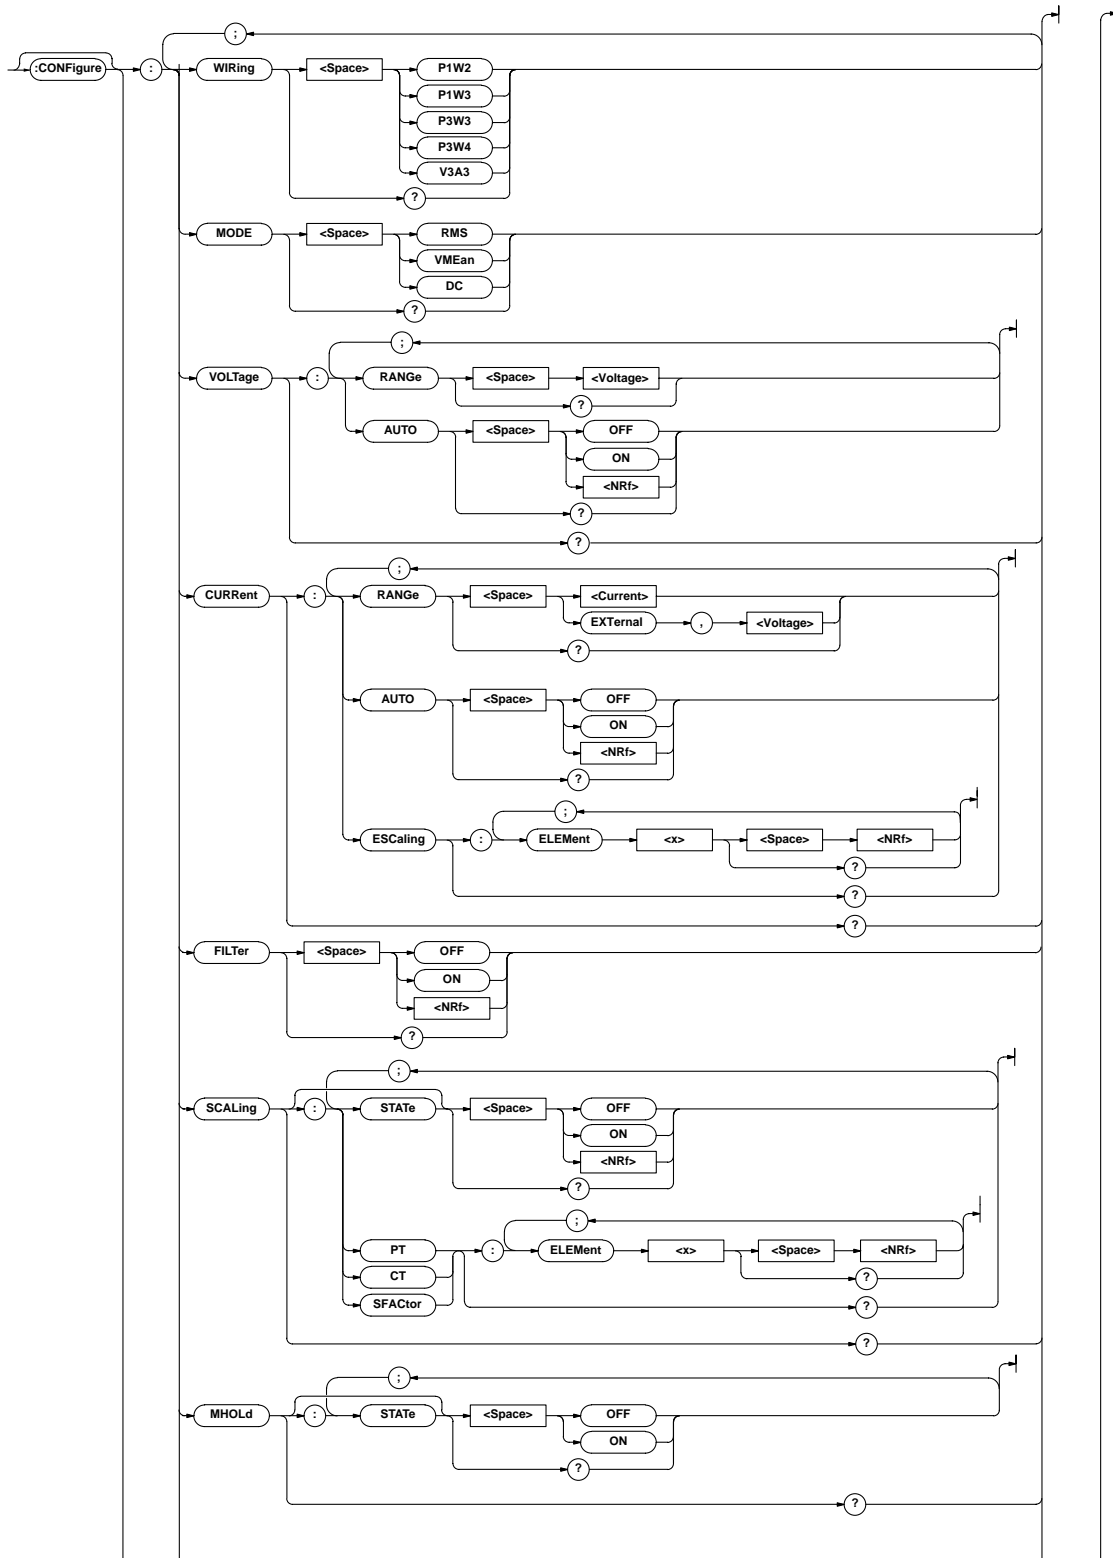 ;
:CONFigure : WIRing <Space> P1W2
P1W3
P3W3
P3W4
V3A3
?
MODE <Space> RMS
VMEan
DC
?
;
VOLTage : RANGe <Space> <Voltage>
?
AUTO <Space> OFF
ON
<NRf>
?
?
;
CURRent : RANGe <Space> <Current>
EXTernal , <Voltage>
?
AUTO <Space> OFF
ON
<NRf>
?
;
ESCaling : ELEMent <x> <Space> <NRf>
?
?
?
FILTer <Space> OFF
ON
<NRf>
?
;
SCALing : STATe <Space> OFF
ON
<NRf>
?
;
PT : ELEMent <x> <Space> <NRf>
CT ?
SFACtor ?
?
;
MHOLd : STATe <Space> OFF
ON
?
?